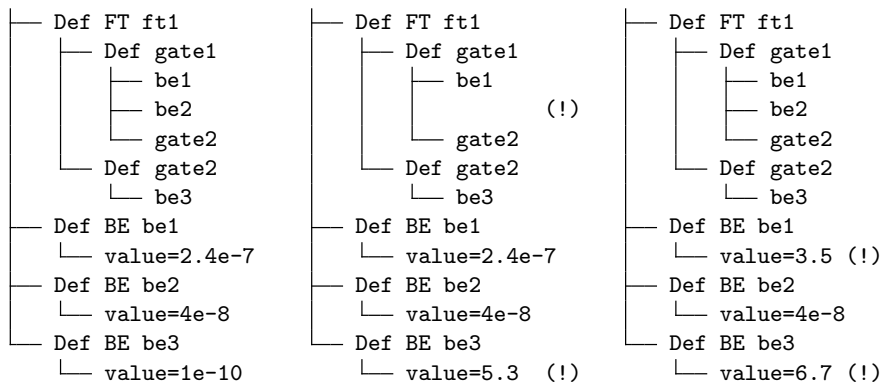 Def FT ft1 Def FT ft1 Def FT ft1
Def gate1 Def gate1 Def gate1
be1 be1 be1
be2 (!) be2
gate2 gate2 gate2
Def gate2 Def gate2 Def gate2
be3 be3 be3
Def BE be1 Def BE be1 Def BE be1
value=2.4e-7 value=2.4e-7 value=3.5 (!)
Def BE be2 Def BE be2 Def BE be2
value=4e-8 value=4e-8 value=4e-8
Def BE be3 Def BE be3 Def BE be3
value=1e-10 value=5.3 (!) value=6.7 (!)